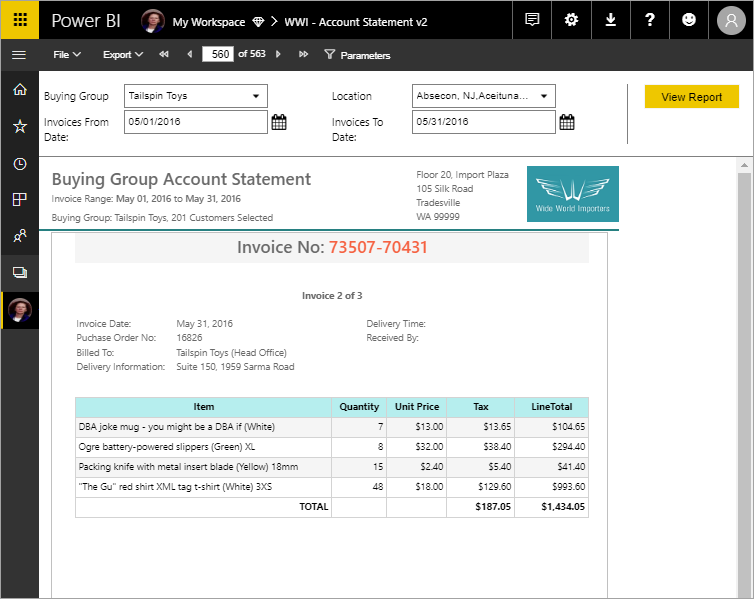 Power BI My Workspace > WWI - Account Statement v2
File Export 560 of 563 Parameters
Buying Group Tailspin Toys Location Absecon, NJ,Aceituna... View Report
Invoices From Date: 05/01/2016 Invoices To Date: 05/31/2016
Buying Group Account Statement
Invoice Range: May 01, 2016 to May 31, 2016
Buying Group: Tailspin Toys, 201 Customers Selected
Floor 20, Import Plaza
105 Silk Road
Tradesville
WA 99999
Wide World Importers
Invoice No: 73507-70431
Invoice 2 of 3
Invoice Date: May 31, 2016 Delivery Time:
Puchase Order No: 16826 Received By:
Billed To: Tailspin Toys (Head Office)
Delivery Information: Suite 150, 1959 Sarma Road
Item Quantity Unit Price Tax LineTotal
DBA joke mug - you might be a DBA if (White) 7 $13.00 $13.65 $104.65
Ogre battery-powered slippers (Green) XL 8 $32.00 $38.40 $294.40
Packing knife with metal insert blade (Yellow) 18mm 15 $2.40 $5.40 $41.40
"The Gu" red shirt XML tag t-shirt (White) 3XS 48 $18.00 $129.60 $993.60
TOTAL $187.05 $1,434.05